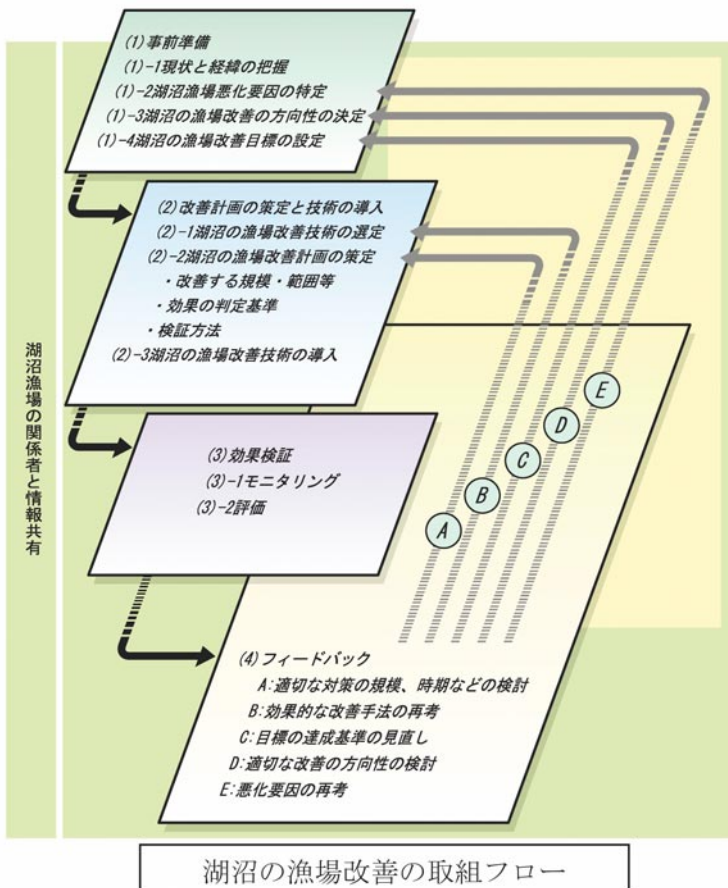 (1)事前準備
(1)-1現状と経緯の把握
(1)-2湖沼漁場悪化要因の特定
(1)-3湖沼の漁場改善の方向性の決定
(1)-4湖沼の漁場改善目標の設定
(2)改善計画の策定と技術の導入
(2)-1湖沼の漁場改善技術の選定
(2)-2湖沼の漁場改善計画の策定
・改善する規模・範囲等
・効果の判定基準
・検証方法
(2)-3湖沼の漁場改善技術の導入
湖沼漁場の関係者と情報共有
(3)効果検証
(3)-1モニタリング
(3)-2評価
E
D
C
B
A
(4)フィードバック
A:適切な対策の規模、時期などの検討
B:効果的な改善手法の再考
C:目標の達成基準の見直し
D:適切な改善の方向性の検討
E:悪化要因の再考
湖沼の漁場改善の取組フロー